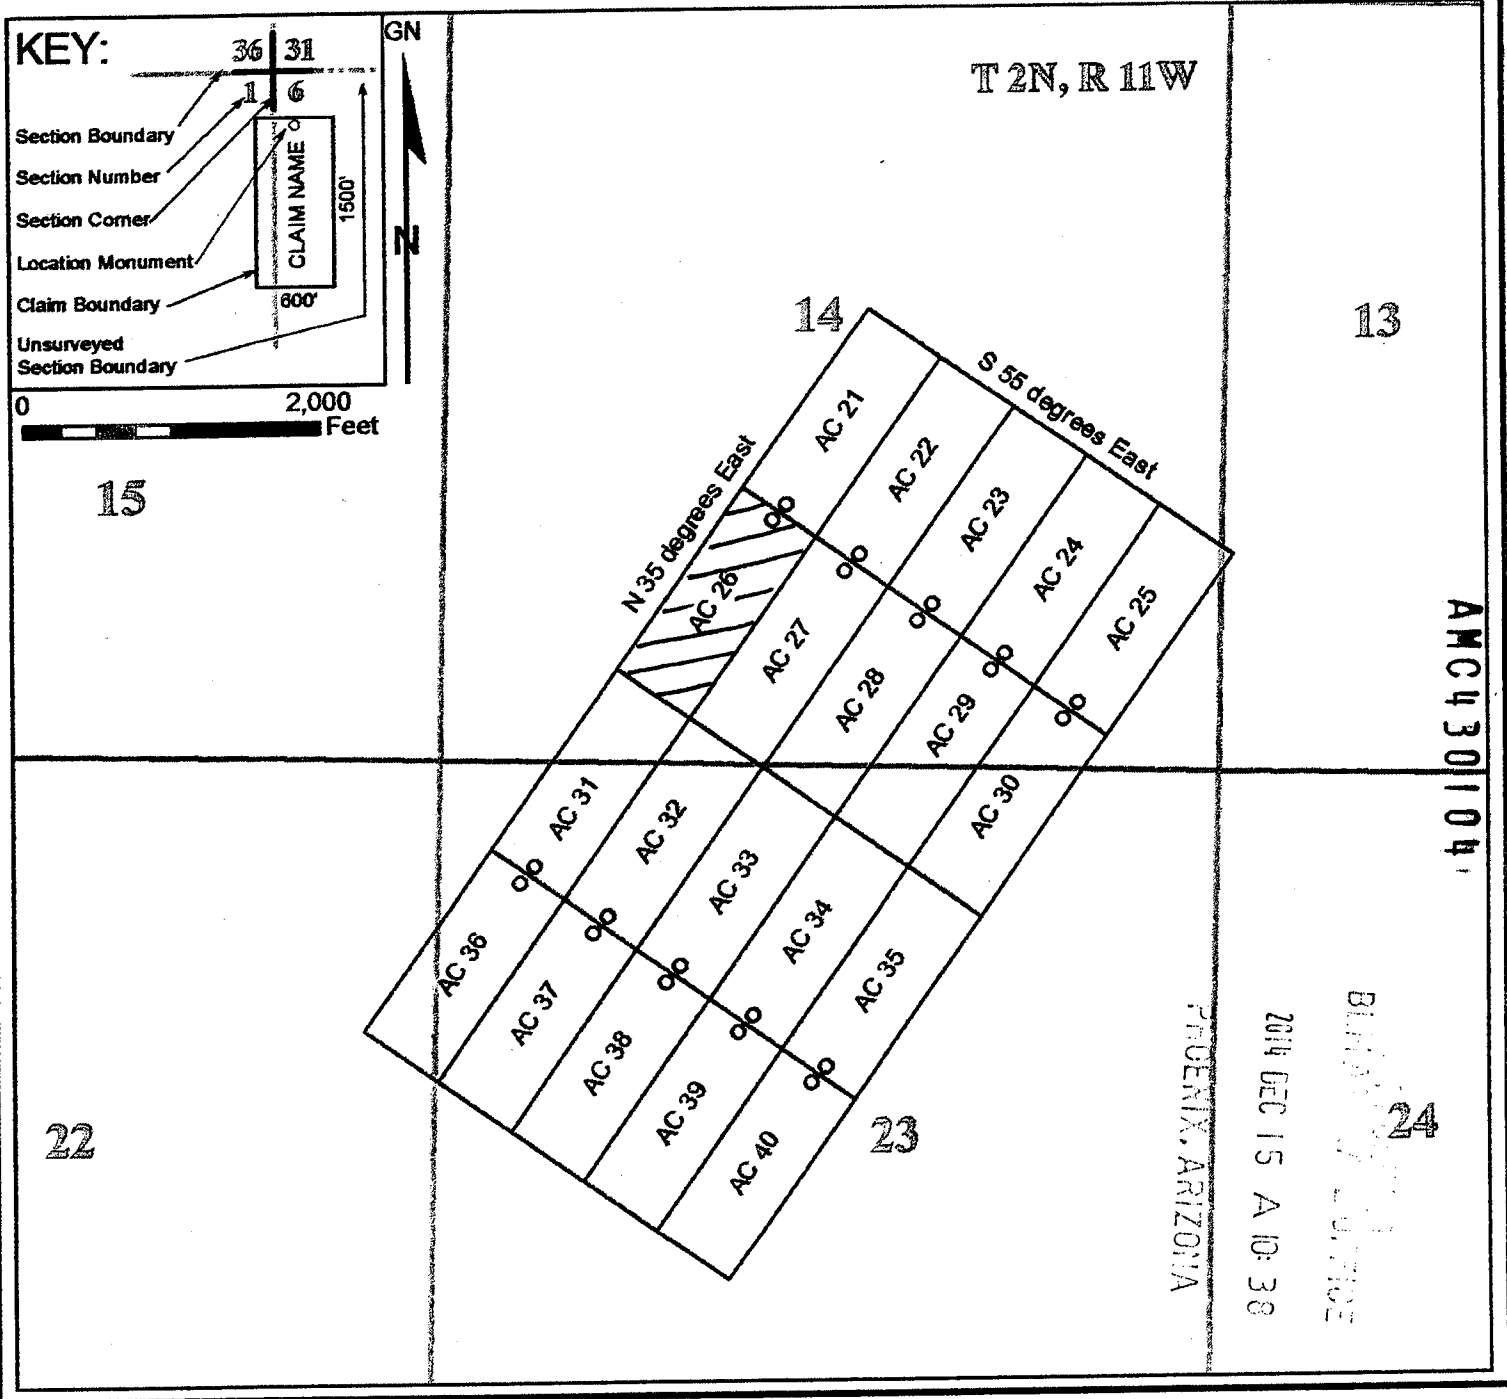 KEY:
36 31
1 6
Section Boundary
Section Number
Section Corner
Location Monument
Claim Boundary
Unsurveyed
Section Boundary
CLAIM NAME
1500'
600'
GN
N
0 2,000
Feet
T 2N, R 11W
14
13
15
S 55 degrees East
N 35 degrees East
AC 21
AC 22
AC 23
AC 24
AC 25
AC 26
AC 27
AC 28
AC 29
AC 30
AC 31
AC 32
AC 33
AC 34
AC 35
AC 36
AC 37
AC 38
AC 39
AC 40
22
23
24
AMC430104
2014 DEC 15 A 10: 38
PHOENIX, ARIZONA